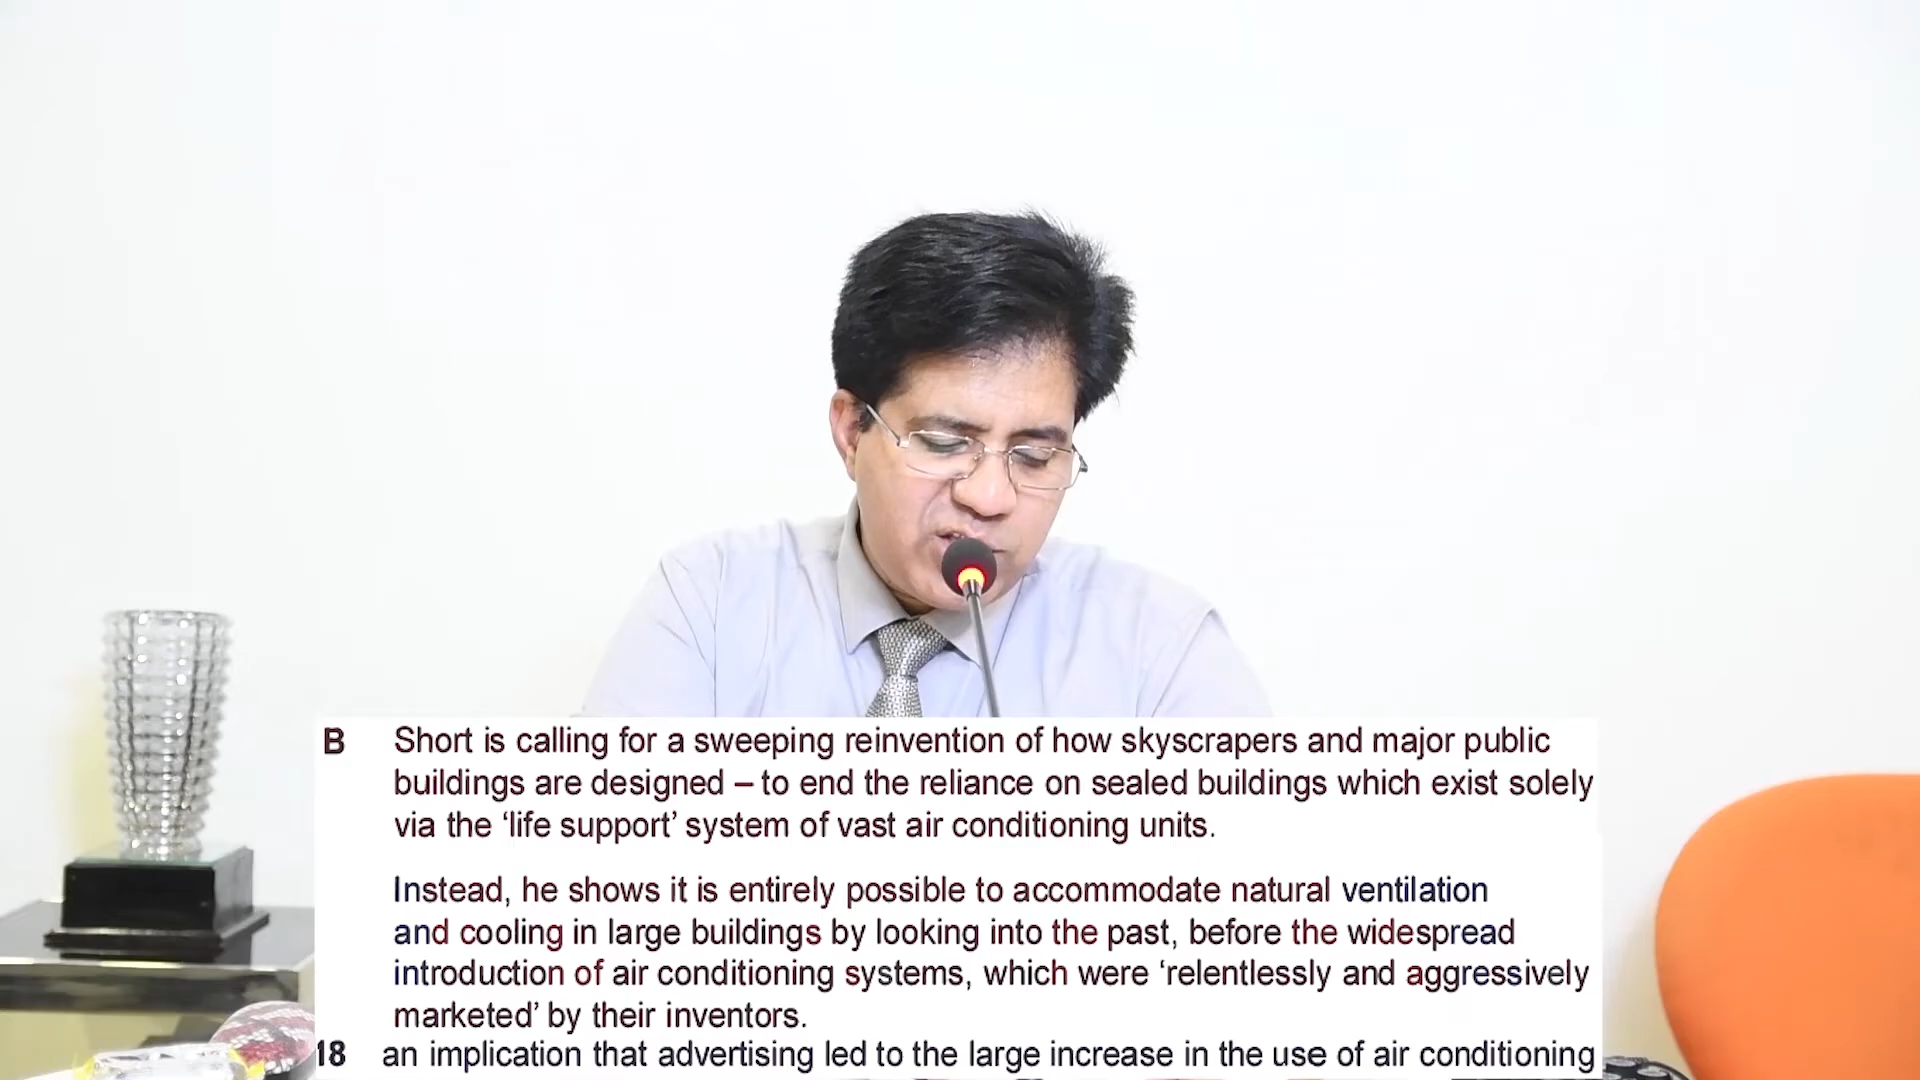 B Short is calling for a sweeping reinvention of how skyscrapers and major public
buildings are designed – to end the reliance on sealed buildings which exist solely
via the ‘life support’ system of vast air conditioning units.
Instead, he shows it is entirely possible to accommodate natural ventilation
and cooling in large buildings by looking into the past, before the widespread
introduction of air conditioning systems, which were ‘relentlessly and aggressively
marketed’ by their inventors.
18 an implication that advertising led to the large increase in the use of air conditioning